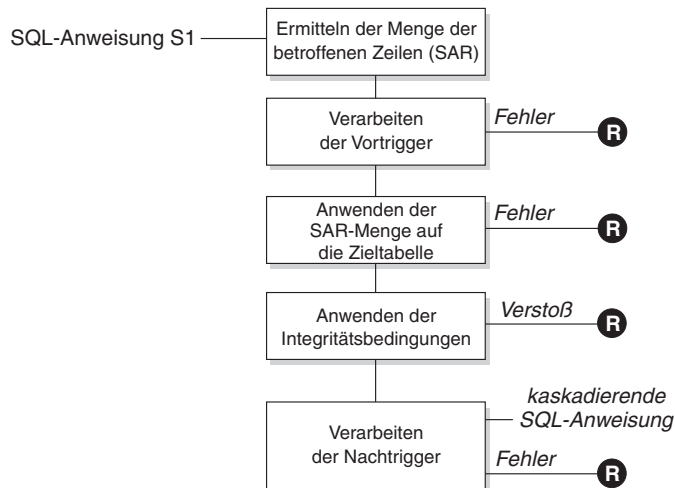 SQL-Anweisung S1
Ermitteln der Menge der
betroffenen Zeilen (SAR)
Verarbeiten
der Vortrigger
Fehler
R
Anwenden der
SAR-Menge auf
die Zieltabelle
Fehler
R
Anwenden der
Integritätsbedingungen
Verstoß
R
Verarbeiten
der Nachtrigger
kaskadierende
SQL-Anweisung
Fehler
R